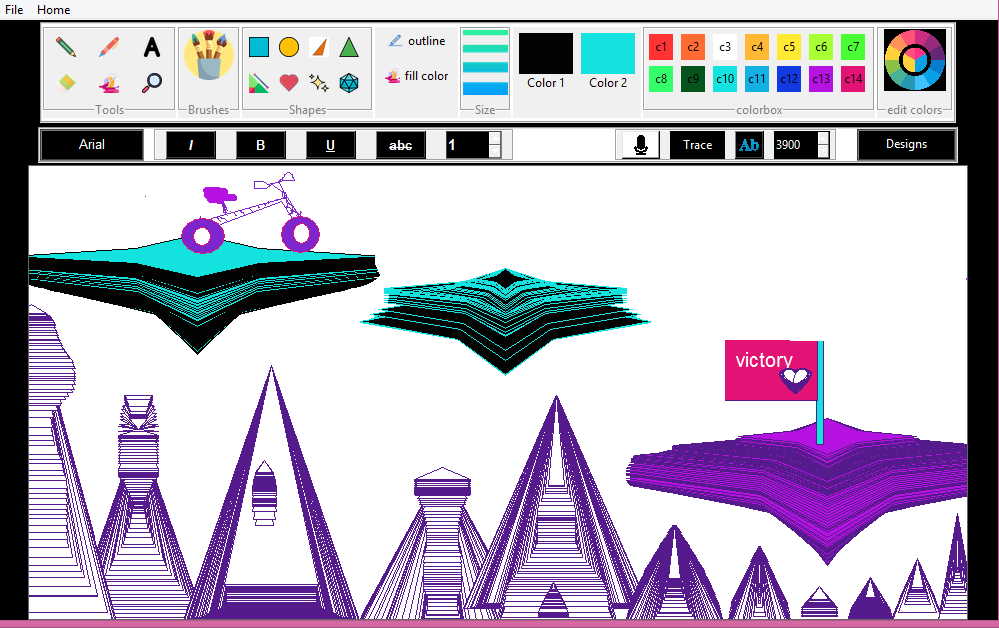 File Home
A
outline
fill color
Tools
Brushes
Shapes
Size
Color 1
Color 2
c1 c2 c3 c4 c5 c6 c7
c8 c9 c10 c11 c12 c13 c14
colorbox
edit colors
Arial
I
B
U
abc
1
Trace
Ab
3900
Designs
victory